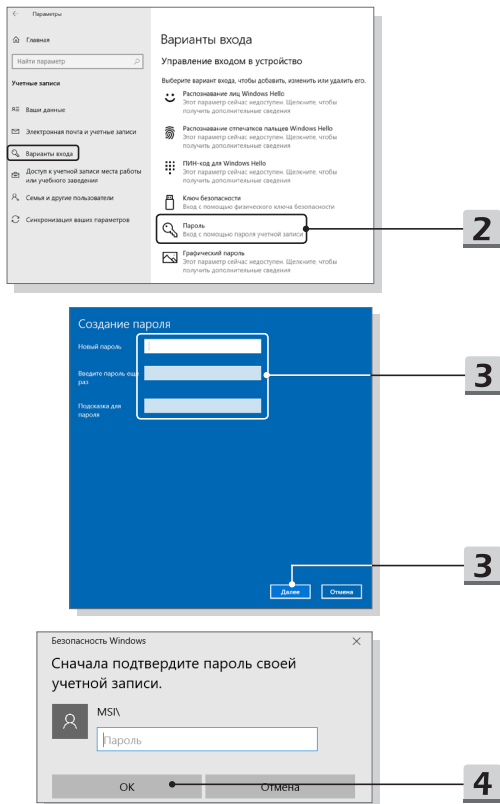 Параметры
Главная
Найти параметр
Учетные записи
Ваши данные
Электронная почта и учетные записи
Варианты входа
Доступ к учетной записи места работы
или учебного заведения
Семья и другие пользователи
Синхронизация ваших параметров
Варианты входа
Управление входом в устройство
Выберите вариант входа, чтобы добавить, изменить или удалить его.
Распознавание лиц Windows Hello
Этот параметр сейчас недоступен. Щелкните, чтобы
получить дополнительные сведения
Распознавание отпечатков пальцев Windows Hello
Этот параметр сейчас недоступен. Щелкните, чтобы
получить дополнительные сведения
ПИН-код для Windows Hello
Этот параметр сейчас недоступен. Щелкните, чтобы
получить дополнительные сведения
Ключ безопасности
Вход с помощью физического ключа безопасности
Пароль
Вход с помощью пароля учетной записи
2
Графический пароль
Этот параметр сейчас недоступен. Щелкните, чтобы
получить дополнительные сведения
Создание пароля
Новый пароль
Введите пароль еще
раз
3
Подсказка для
пароля
Далее
Отмена
3
Безопасность Windows
Сначала подтвердите пароль своей
учетной записи.
MSI\
Пароль
OK
Отмена
4